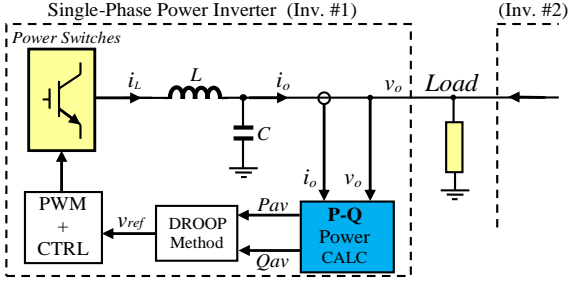 Single-Phase Power Inverter (Inv. #1)
(Inv. #2)
Power Switches
iL
L
io
vo
Load
C
io
vo
PWM
+
CTRL
vref
DROOP
Method
Pav
Qav
P-Q
Power
CALC